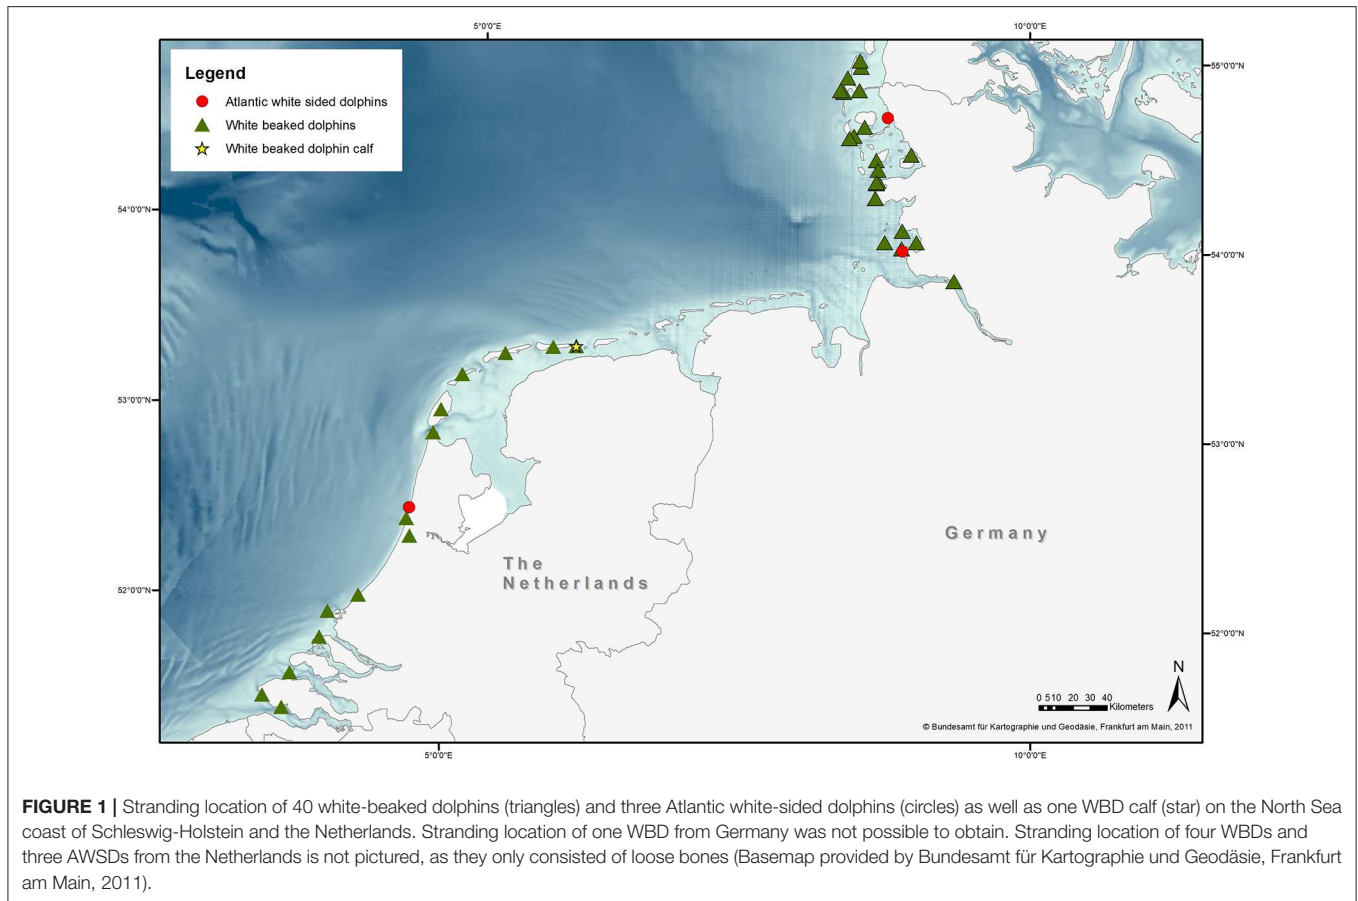 5°0'0"E 10°0'0"E
Legend
Atlantic white sided dolphins
White beaked dolphins
White beaked dolphin calf
55°0'0"N
54°0'0"N
54°0'0"N
53°0'0"N
53°0'0"N
Germany
The
Netherlands
52°0'0"N
52°0'0"N
N
0 5 10 20 30 40
Kilometers
© Bundesamt für Kartographie und Geodäsie, Frankfurt am Main, 2011
5°0'0"E 10°0'0"E
FIGURE 1 | Stranding location of 40 white-beaked dolphins (triangles) and three Atlantic white-sided dolphins (circles) as well as one WBD calf (star) on the North Sea
coast of Schleswig-Holstein and the Netherlands. Stranding location of one WBD from Germany was not possible to obtain. Stranding location of four WBDs and
three AWSDs from the Netherlands is not pictured, as they only consisted of loose bones (Basemap provided by Bundesamt für Kartographie und Geodäsie, Frankfurt
am Main, 2011).